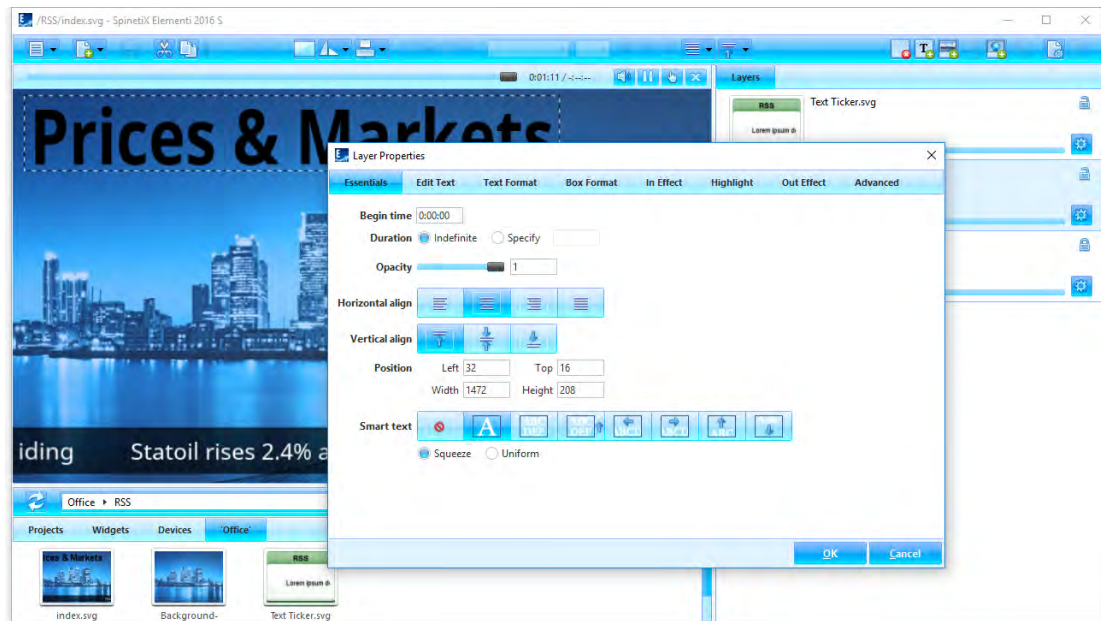 /RSS/index.svg - SpinetiX Elementi 2016 S
0:01:11 / -:--:--
Layers
Prices & Markets
RSS
Lorem ipsum d
Text Ticker.svg
Layer Properties
Essentials Edit Text Text Format Box Format In Effect Highlight Out Effect Advanced
Begin time 0:00:00
Duration Indefinite Specify
Opacity 1
Horizontal align
Vertical align
Position Left 32 Top 16
Width 1472 Height 208
Smart text A
Squeeze Uniform
OK Cancel
iding Statoil rises 2.4% a
Office RSS
Projects Widgets Devices 'Office'
ices & Markets
RSS
Lorem ipsum d
index.svg Background- Text Ticker.svg